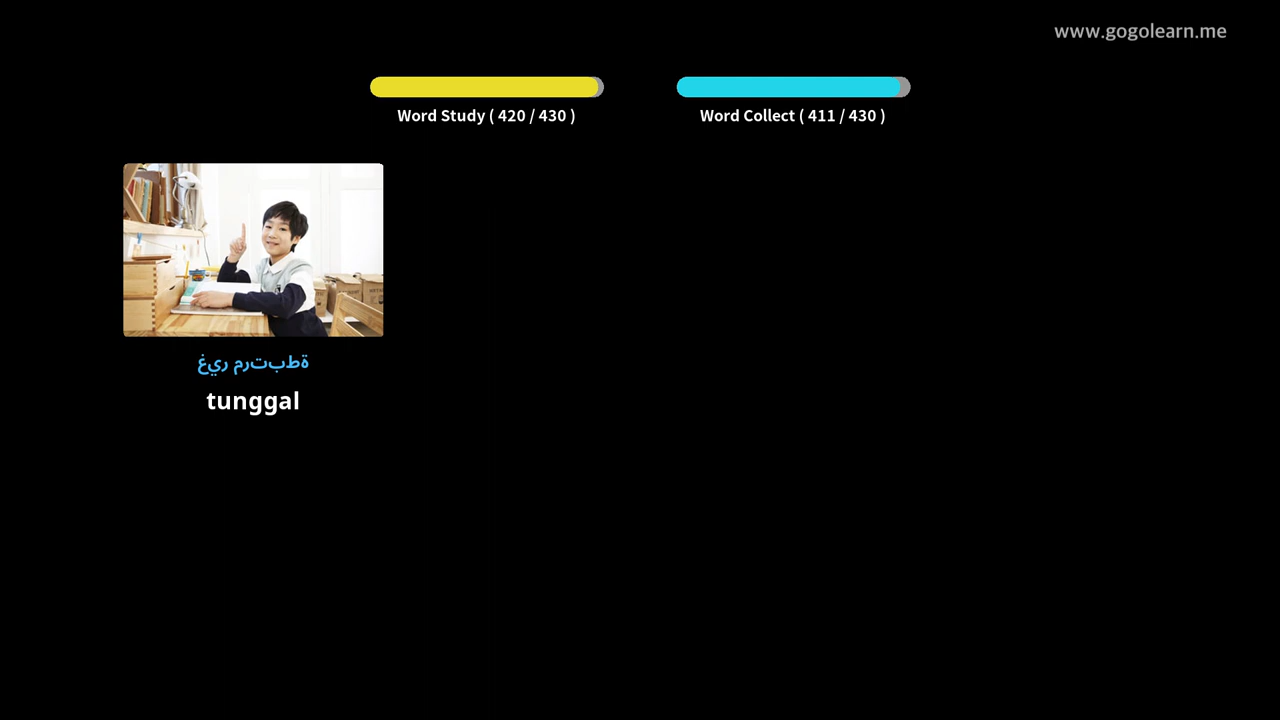 www.gogolearn.me
Word Study ( 420 / 430 )
Word Collect ( 411 / 430 )
غير مرتبطة
tunggal